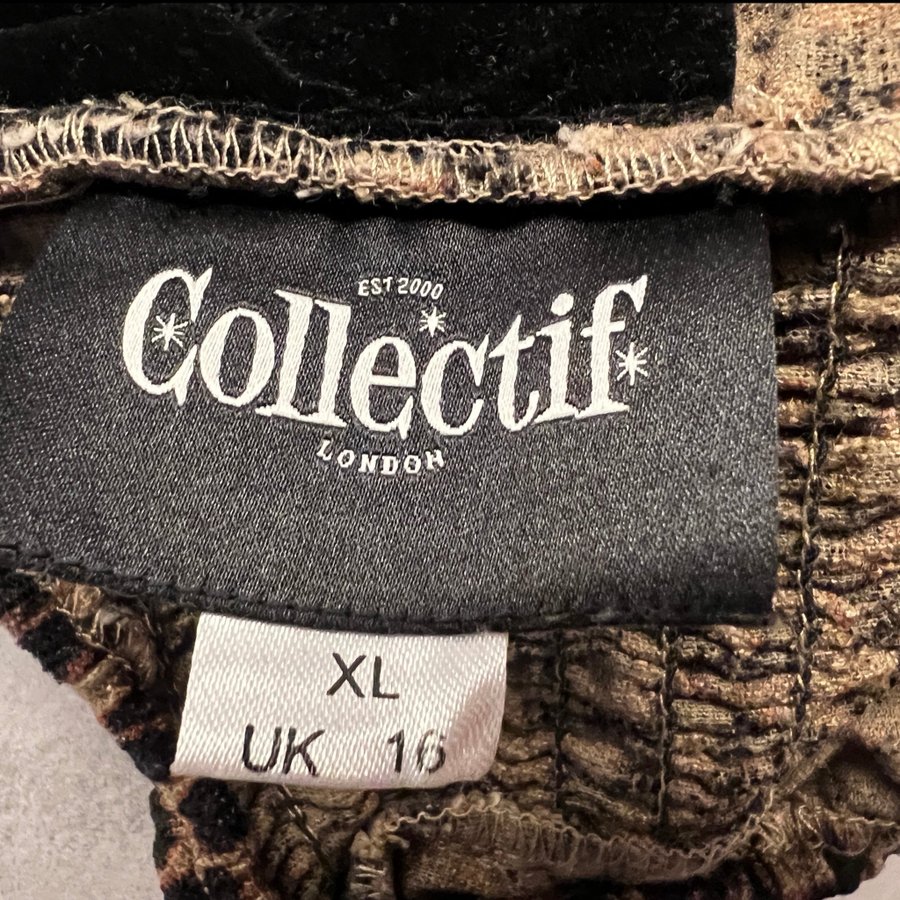 EST 2000
Collectif
LONDON
XL
UK 16